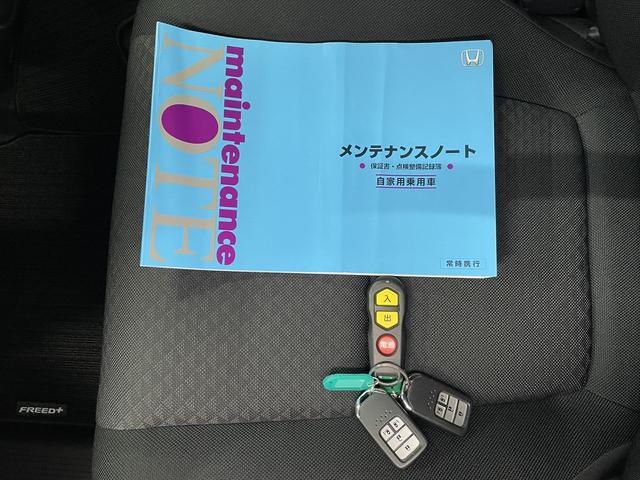 maintenance
NOTE
メンテナンスノート
保証書・点検整備記録簿
自家用乗用車
常時携行
入
出
FREED+